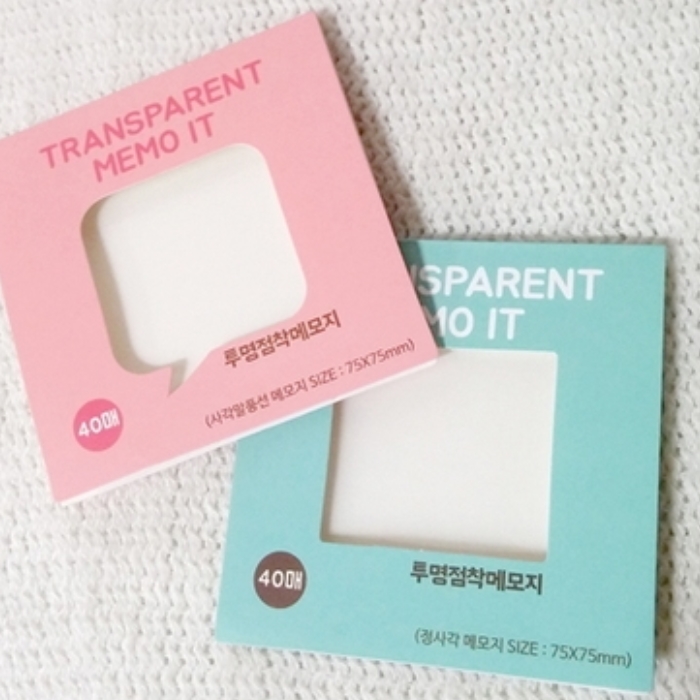 TRANSPARENT
MEMO IT
투명점착메모지
(사각말풍선 메모지 SIZE : 75X75mm)
40매
SPARENT
MO IT
40매
투명점착메모지
(정사각 메모지 SIZE : 75X75mm)